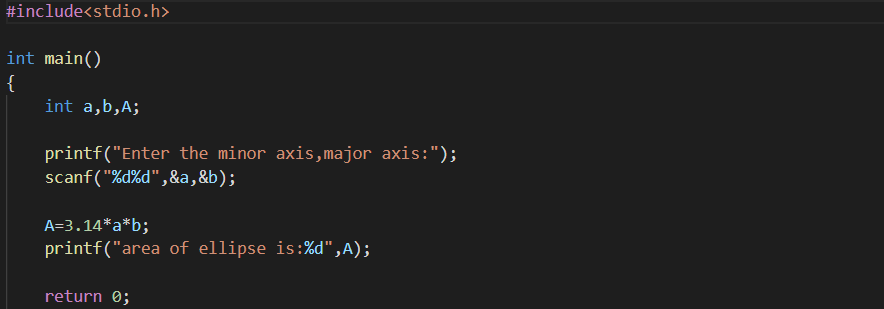 #include<stdio.h>
int main()
{
int a,b,A;
printf("Enter the minor axis,major axis:");
scanf("%d%d",&a,&b);
A=3.14*a*b;
printf("area of ellipse is:%d",A);
return 0;